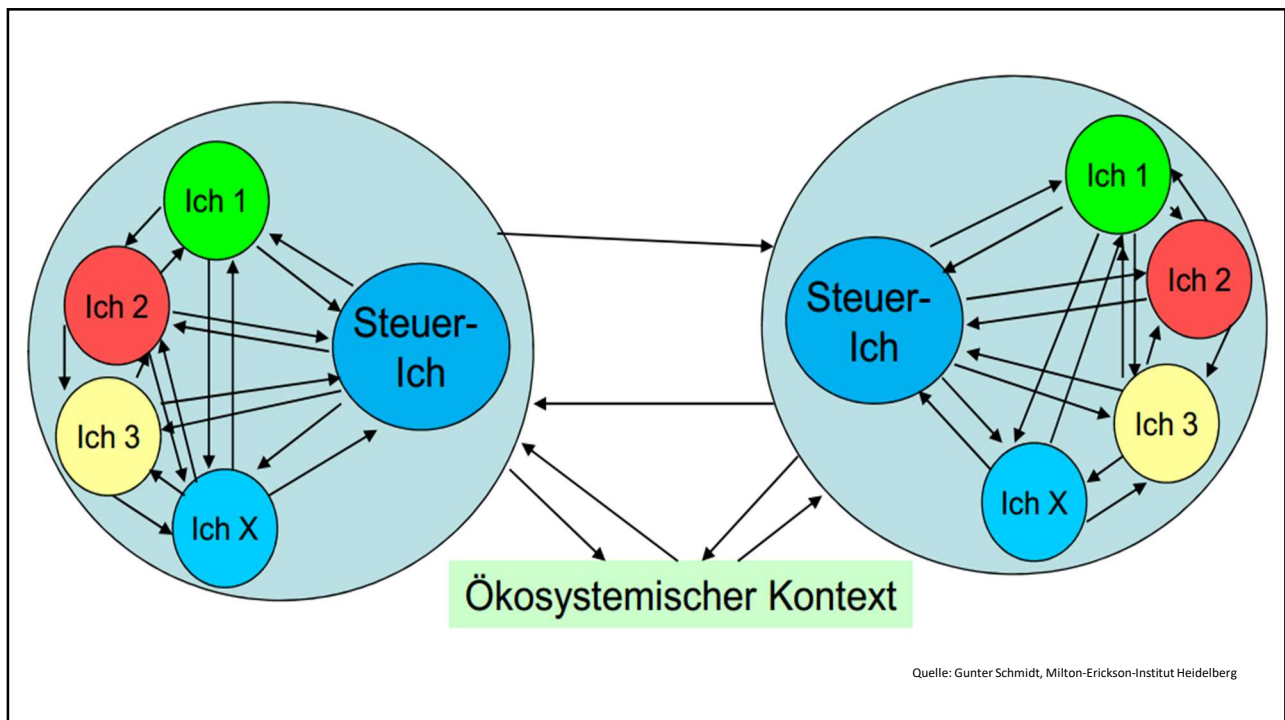 Ich 1
Ich 2
Ich 3
Ich X
Steuer-
Ich
Ich 1
Ich 2
Steuer-
Ich
Ich 3
Ich X
Ökosystemischer Kontext
Quelle: Gunter Schmidt, Milton-Erickson-Institut Heidelberg